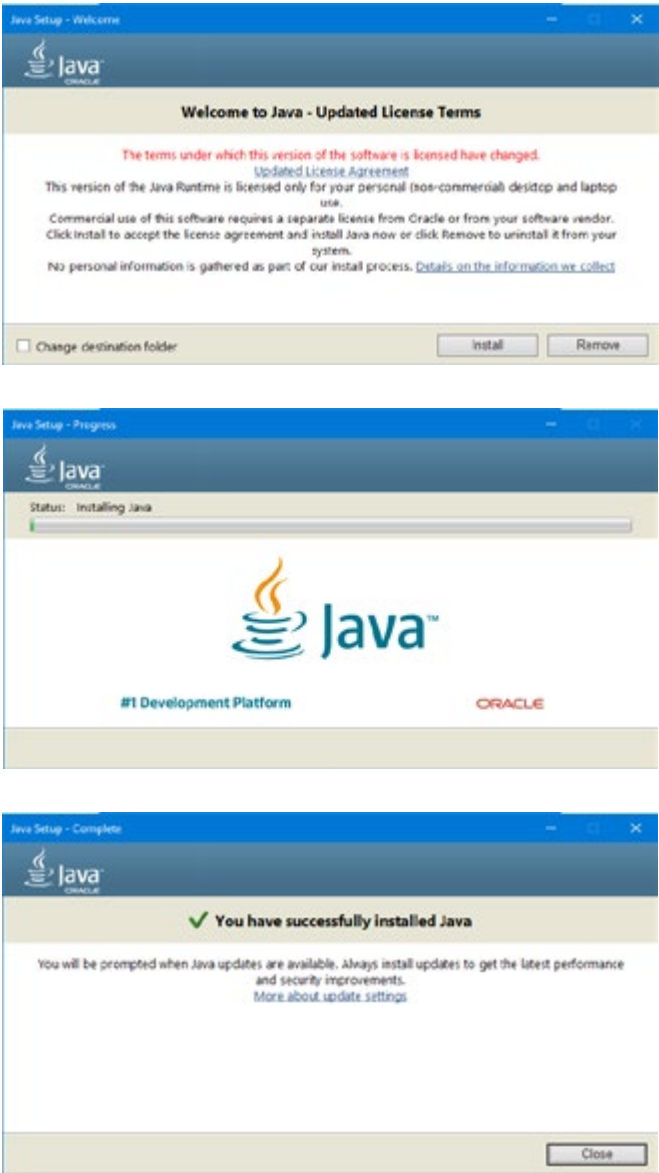 Java Setup - Welcome
Java
ORACLE
Welcome to Java - Updated License Terms
The terms under which this version of the software is licensed have changed.
Updated License Agreement
This version of the Java Runtime is licensed only for your personal (non-commercial) desktop and laptop
use.
Commercial use of this software requires a separate license from Oracle or from your software vendor.
Click Install to accept the license agreement and install Java now or click Remove to uninstall it from your
system.
No personal information is gathered as part of our install process. Details on the information we collect
Change destination folder
Install
Remove
Java Setup - Progress
Java
ORACLE
Status: Installing Java
Java™
#1 Development Platform
ORACLE
Java Setup - Complete
Java
ORACLE
You have successfully installed Java
You will be prompted when Java updates are available. Always install updates to get the latest performance
and security improvements.
More about update settings
Close